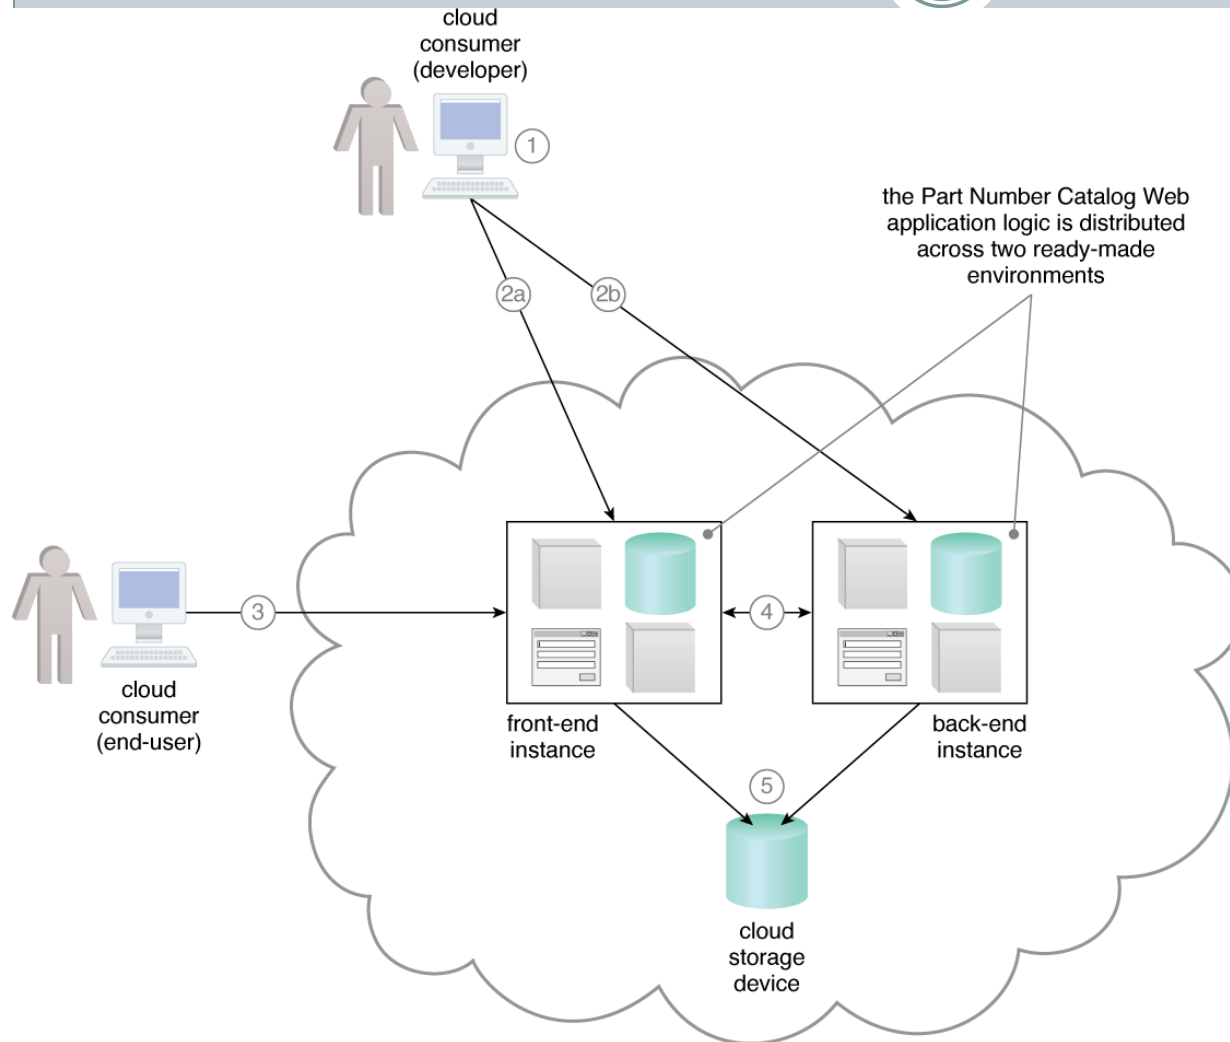 cloud
consumer
(developer)
1
the Part Number Catalog Web
application logic is distributed
across two ready-made
environments
2a
2b
3
4
cloud
consumer
(end-user)
front-end
instance
back-end
instance
5
cloud
storage
device